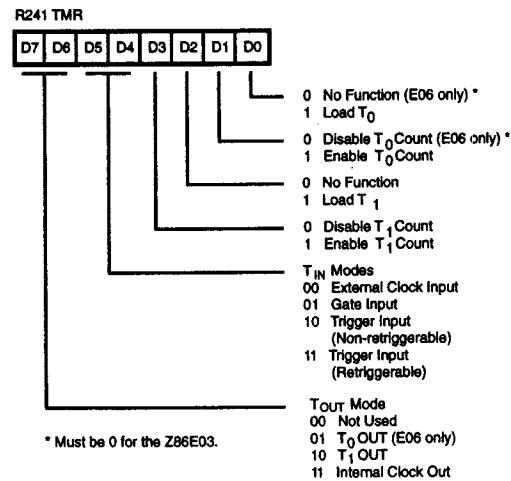 R241 TMR
D7 D6 D5 D4 D3 D2 D1 D0
0 No Function (E06 only) *
1 Load T0
0 Disable T0 Count (E06 only) *
1 Enable T0 Count
0 No Function
1 Load T1
0 Disable T1 Count
1 Enable T1 Count
TIN Modes
00 External Clock Input
01 Gate Input
10 Trigger Input
(Non-retriggerable)
11 Trigger Input
(Retriggerable)
TOUT Mode
00 Not Used
01 T0 OUT (E06 only)
10 T1 OUT
11 Internal Clock Out
* Must be 0 for the Z86E03.